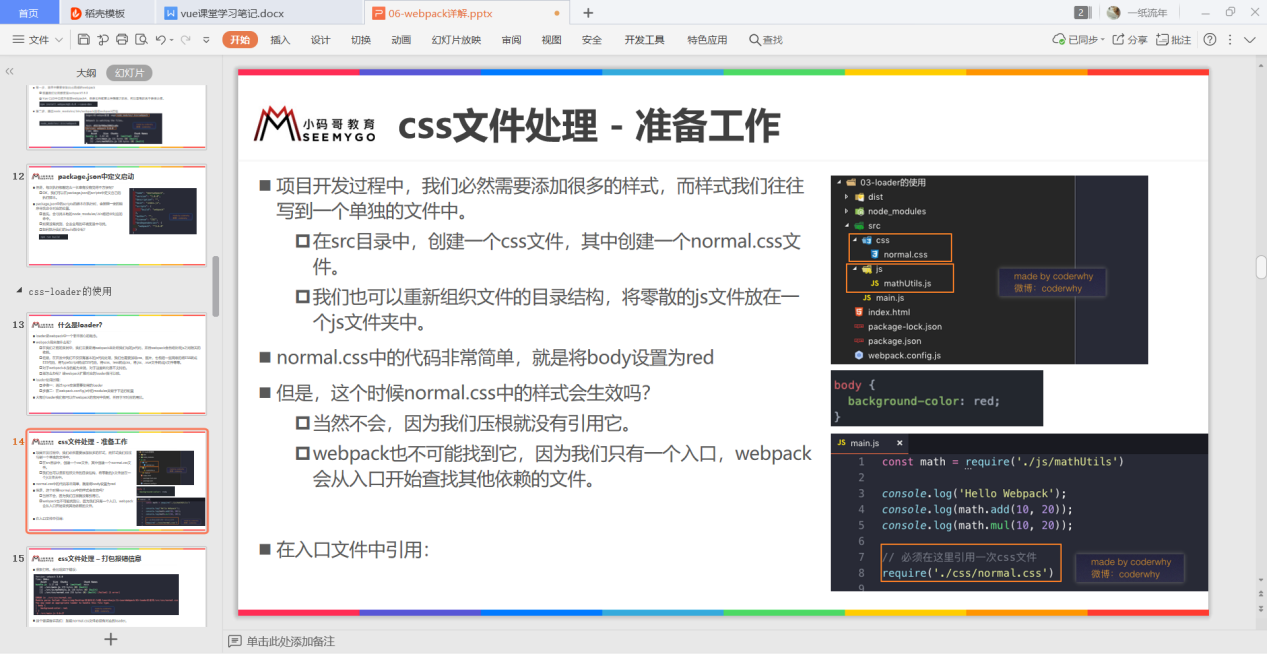 首页
稻壳模板
vue课堂学习笔记.docx
06-webpack详解.pptx
2
一纸流年
文件
开始
插入
设计
切换
动画
幻灯片放映
审阅
视图
安全
开发工具
特色应用
查找
已同步
分享
批注
大纲
幻灯片
12
package.json中定义启动
css-loader的使用
13
什么是loader?
14
css文件处理 - 准备工作
15
css文件处理 – 打包报错信息
小码哥教育
SEEMYGO
css文件处理 - 准备工作
项目开发过程中，我们必然需要添加很多的样式，而样式我们往往
写到一个单独的文件中。
在src目录中，创建一个css文件，其中创建一个normal.css文
件。
我们也可以重新组织文件的目录结构，将零散的js文件放在一
个js文件夹中。
normal.css中的代码非常简单，就是将body设置为red
但是，这个时候normal.css中的样式会生效吗？
当然不会，因为我们压根就没有引用它。
webpack也不可能找到它，因为我们只有一个入口，webpack
会从入口开始查找其他依赖的文件。
在入口文件中引用：
03-loader的使用
dist
node_modules
src
css
normal.css
js
mathUtils.js
main.js
index.html
package-lock.json
package.json
webpack.config.js
made by coderwhy
微博：coderwhy
body {
background-color: red;
}
JS main.js ×
1 const math = require('./js/mathUtils')
2
3 console.log('Hello Webpack');
4 console.log(math.add(10, 20));
5 console.log(math.mul(10, 20));
6
7 // 必须在这里引用一次css文件
8 require('./css/normal.css')
9
made by coderwhy
微博：coderwhy
单击此处添加备注